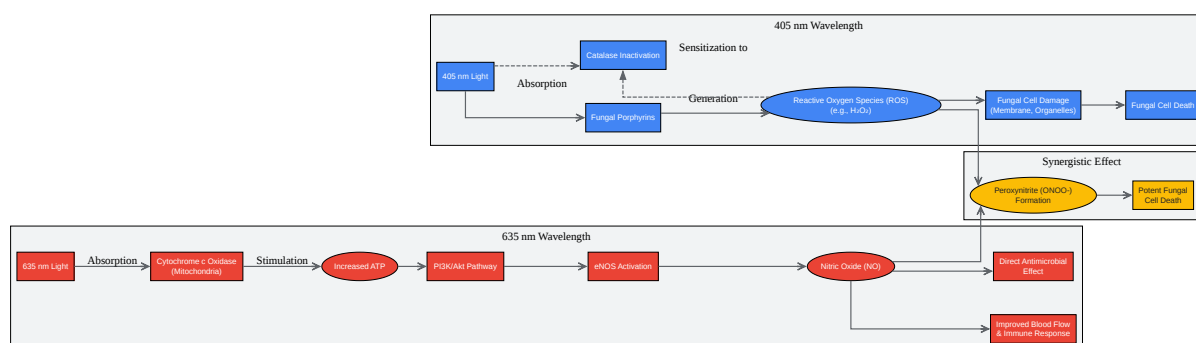 405 nm Wavelength
Sensitization to
Catalase Inactivation
405 nm Light
Absorption
Generation
Reactive Oxygen Species (ROS)
(e.g., H₂O₂)
Fungal Cell Damage
(Membrane, Organelles)
Fungal Cell Death
Fungal Porphyrins
Synergistic Effect
Peroxynitrite (ONOO-)
Formation
Potent Fungal
Cell Death
635 nm Wavelength
635 nm Light
Absorption
Cytochrome c Oxidase
(Mitochondria)
Stimulation
Increased ATP
PI3K/Akt Pathway
eNOS Activation
Nitric Oxide (NO)
Direct Antimicrobial
Effect
Improved Blood Flow
& Immune Response